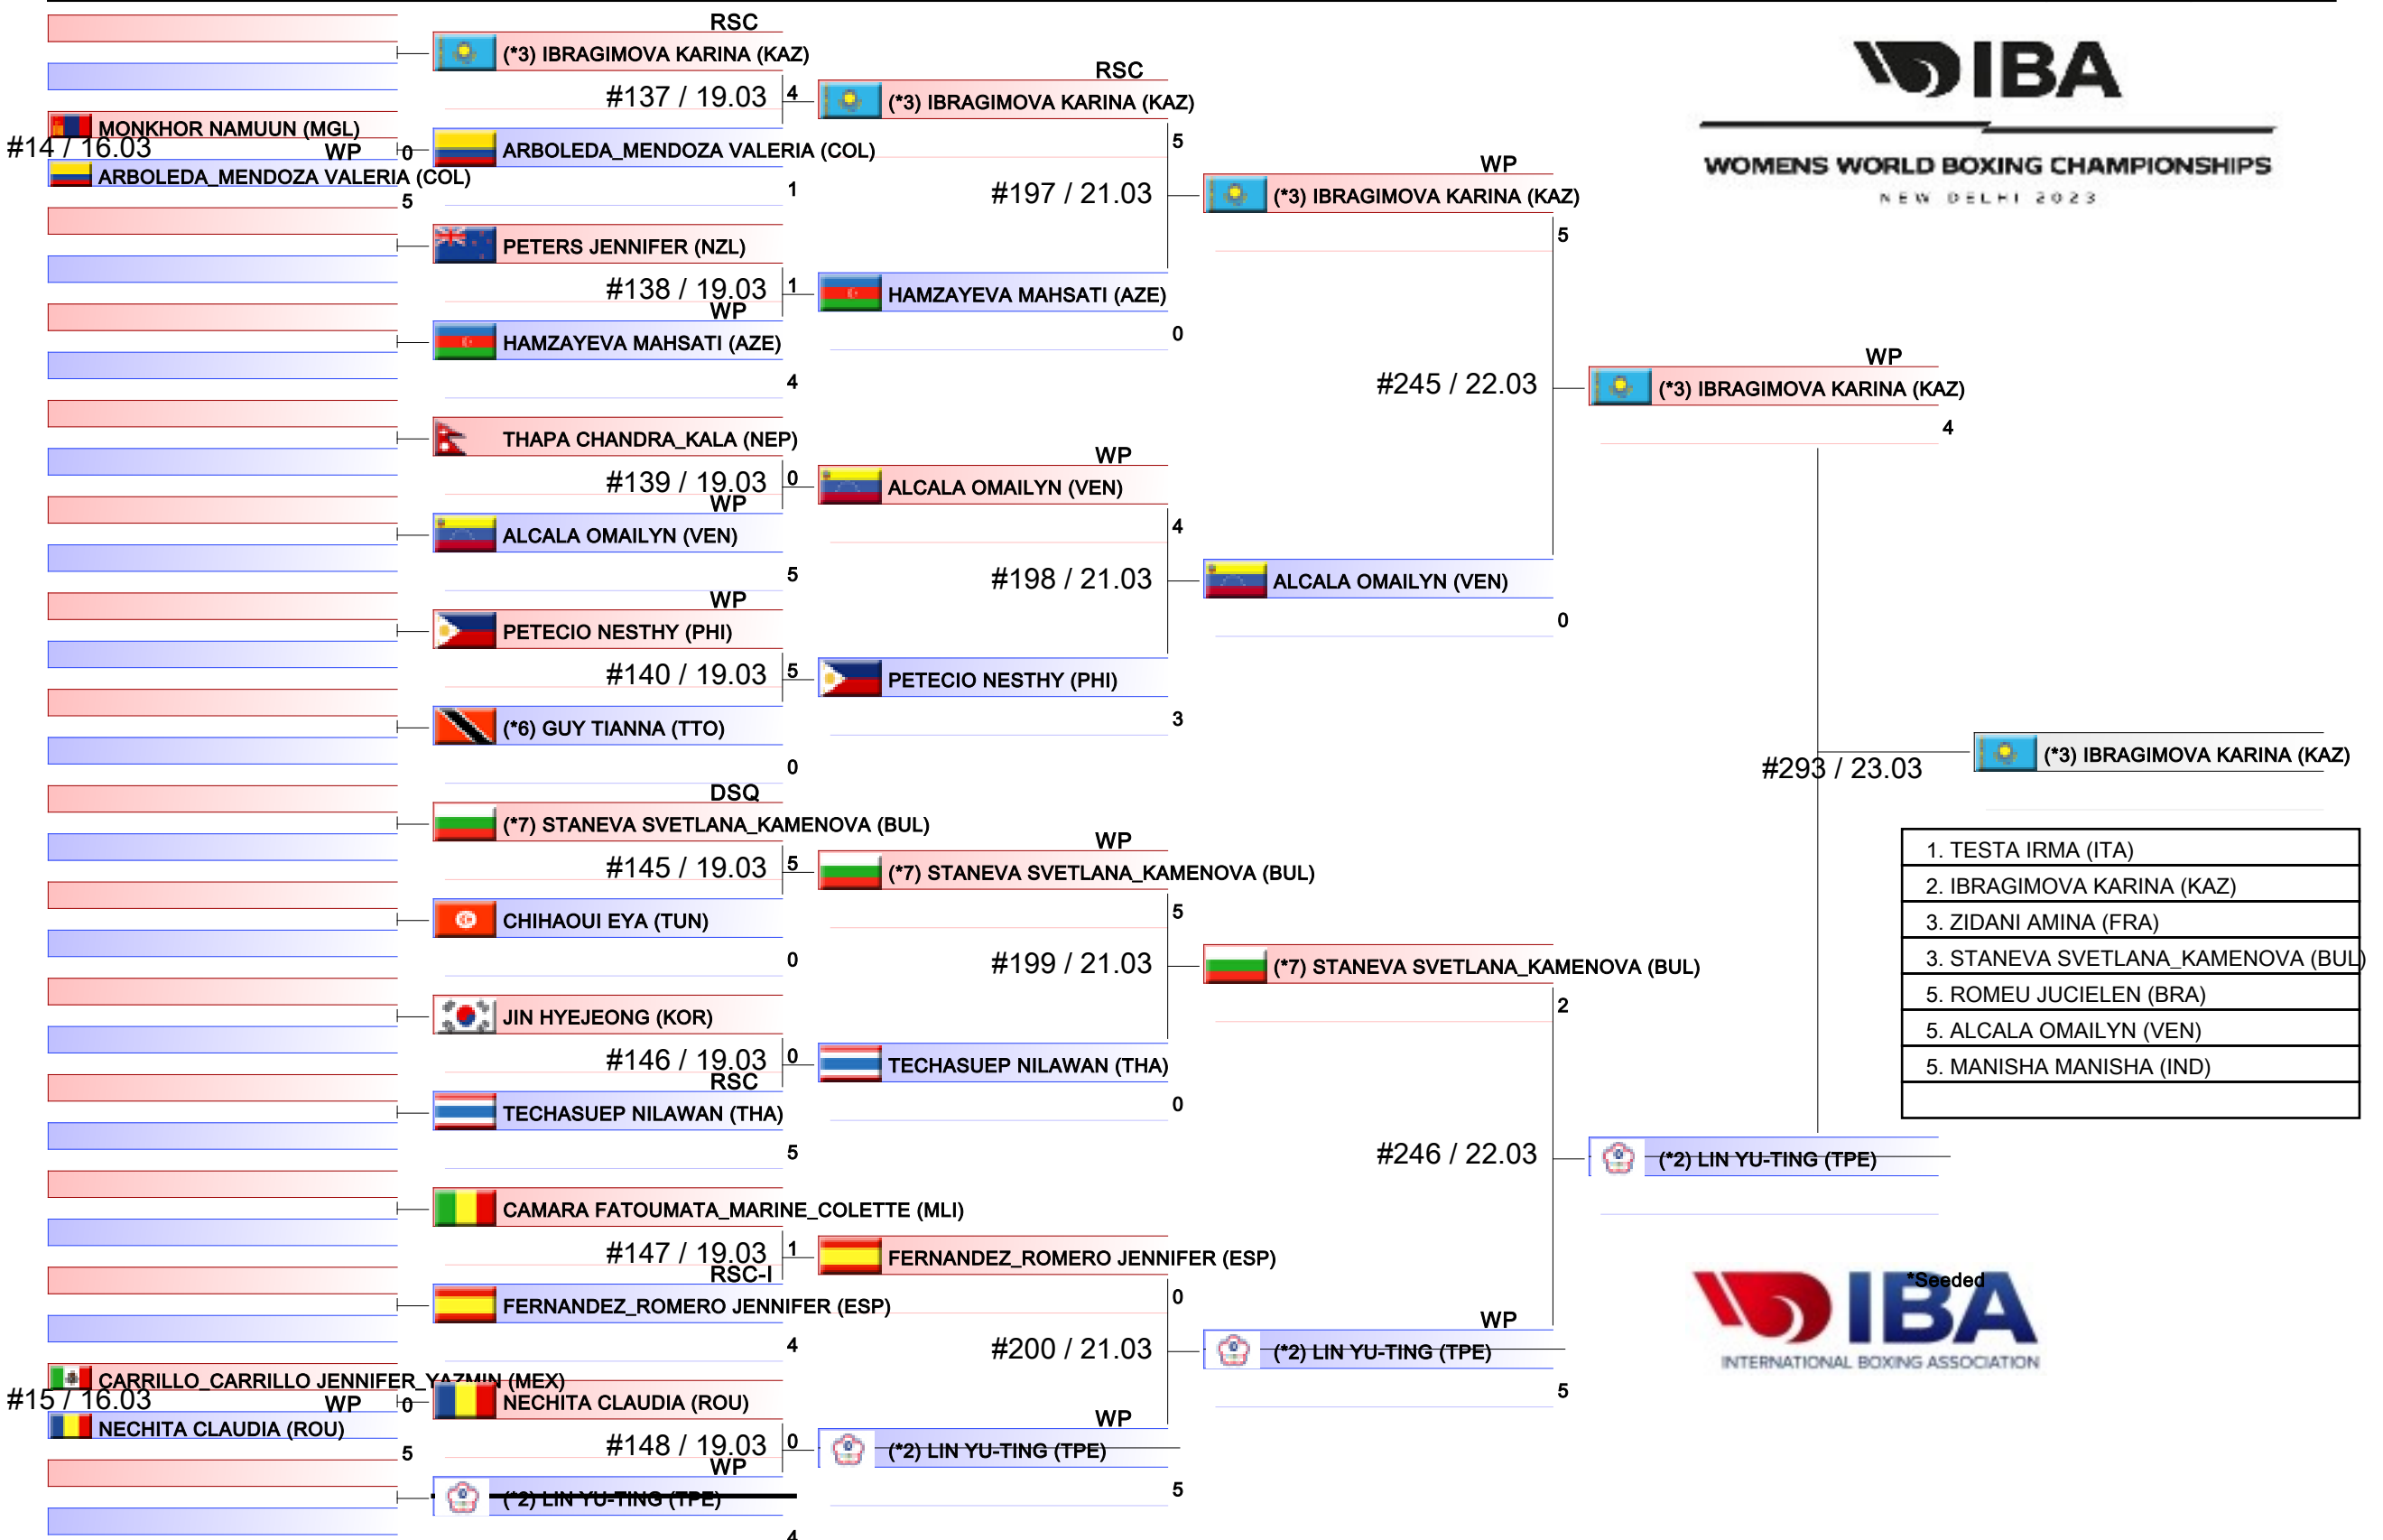 RSC
(*3) IBRAGIMOVA KARINA (KAZ)
#137 / 19.03
4
MONKHOR NAMUUN (MGL)
#14 / 16.03
WP
0
ARBOLEDA_MENDOZA VALERIA (COL)
5
ARBOLEDA_MENDOZA VALERIA (COL)
1
PETERS JENNIFER (NZL)
#138 / 19.03
1
WP
HAMZAYEVA MAHSATI (AZE)
4
THAPA CHANDRA_KALA (NEP)
#139 / 19.03
0
WP
ALCALA OMAILYN (VEN)
5
WP
PETECIO NESTHY (PHI)
#140 / 19.03
5
(*6) GUY TIANNA (TTO)
0
DSQ
(*7) STANEVA SVETLANA_KAMENOVA (BUL)
#145 / 19.03
5
CHIHAOUI EYA (TUN)
0
JIN HYEJEONG (KOR)
#146 / 19.03
0
RSC
TECHASUEP NILAWAN (THA)
5
CAMARA FATOUMATA_MARINE_COLETTE (MLI)
#147 / 19.03
1
RSC-I
FERNANDEZ_ROMERO JENNIFER (ESP)
4
CARRILLO_CARRILLO JENNIFER_YAZMIN (MEX)
#15 / 16.03
WP
0
NECHITA CLAUDIA (ROU)
5
NECHITA CLAUDIA (ROU)
#148 / 19.03
0
WP
(*2) LIN YU-TING (TPE)
4
RSC
(*3) IBRAGIMOVA KARINA (KAZ)
5
#197 / 21.03
HAMZAYEVA MAHSATI (AZE)
0
WP
ALCALA OMAILYN (VEN)
4
#198 / 21.03
PETECIO NESTHY (PHI)
3
WP
(*7) STANEVA SVETLANA_KAMENOVA (BUL)
5
#199 / 21.03
TECHASUEP NILAWAN (THA)
0
FERNANDEZ_ROMERO JENNIFER (ESP)
0
#200 / 21.03
WP
(*2) LIN YU-TING (TPE)
5
WP
(*3) IBRAGIMOVA KARINA (KAZ)
5
#245 / 22.03
ALCALA OMAILYN (VEN)
0
(*7) STANEVA SVETLANA_KAMENOVA (BUL)
2
#246 / 22.03
WP
(*2) LIN YU-TING (TPE)
5
WP
(*3) IBRAGIMOVA KARINA (KAZ)
4
#293 / 23.03
(*2) LIN YU-TING (TPE)
(*3) IBRAGIMOVA KARINA (KAZ)
IBA
WOMENS WORLD BOXING CHAMPIONSHIPS
NEW DELHI 2023
1. TESTA IRMA (ITA)
2. IBRAGIMOVA KARINA (KAZ)
3. ZIDANI AMINA (FRA)
3. STANEVA SVETLANA_KAMENOVA (BUL)
5. ROMEU JUCIELEN (BRA)
5. ALCALA OMAILYN (VEN)
5. MANISHA MANISHA (IND)
*Seeded
IBA
INTERNATIONAL BOXING ASSOCIATION